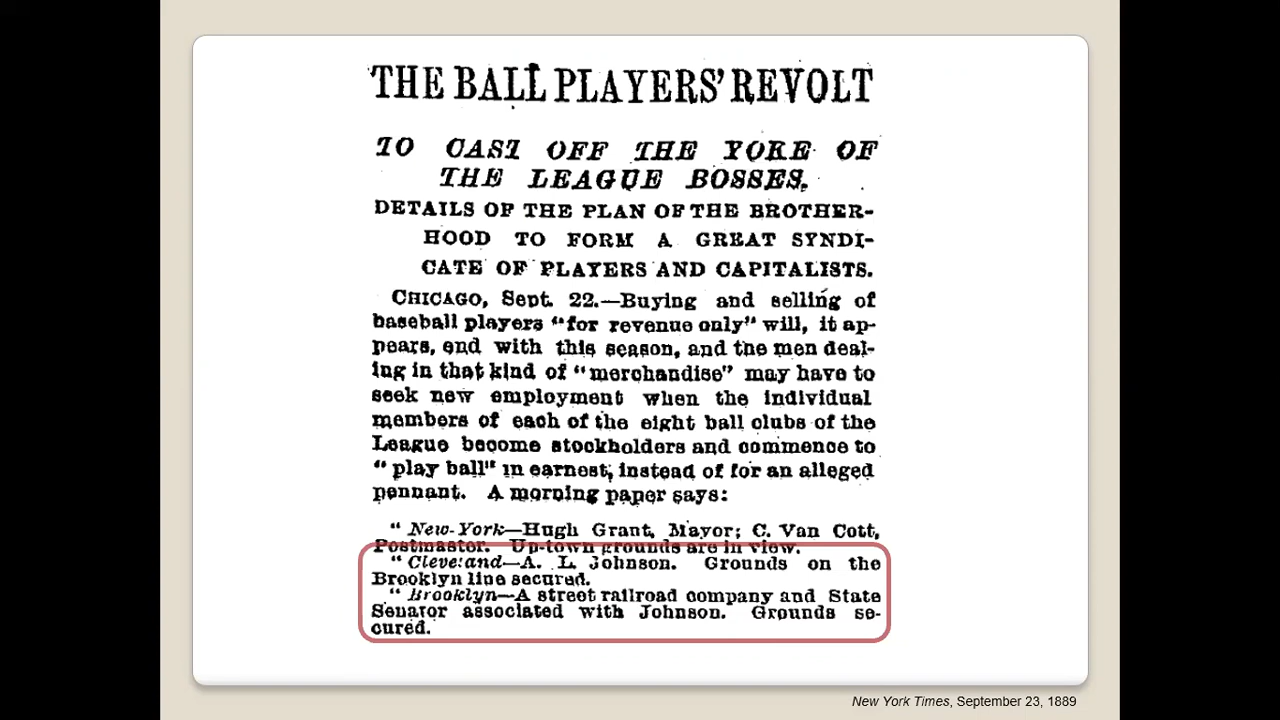 THE BALL PLAYERS' REVOLT
TO CAST OFF THE YOKE OF
THE LEAGUE BOSSES.
DETAILS OF THE PLAN OF THE BROTHER-
HOOD TO FORM A GREAT SYNDI-
CATE OF PLAYERS AND CAPITALISTS.
CHICAGO, Sept. 22.—Buying and selling of
baseball players "for revenue only" will, it ap-
pears, end with this season, and the men deal-
ing in that kind of "merchandise" may have to
seek new employment when the individual
members of each of the eight ball clubs of the
League become stockholders and commence to
"play ball" in earnest, instead of for an alleged
pennant. A morning paper says:
"New-York—Hugh Grant, Mayor; C. Van Cott,
Postmaster. Up-town grounds are in view.
"Cleveland—A. L. Johnson. Grounds on the
Brooklyn line secured.
"Brooklyn—A street railroad company and State
Senator associated with Johnson. Grounds se-
cured.
New York Times, September 23, 1889